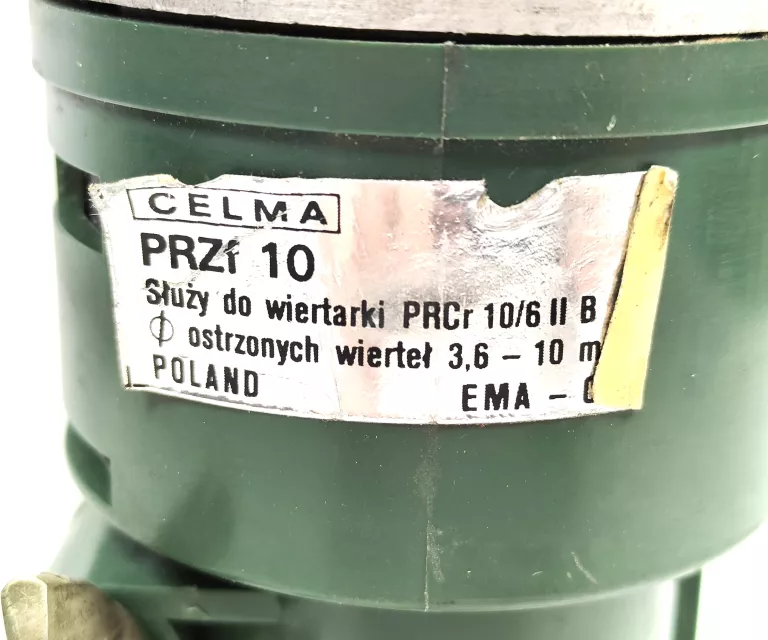 CELMA
PRZf 10
Służy do wiertarki PRCr 10/6 II B
ϕ ostrzonych wierteł 3,6 – 10 m
POLAND EMA –